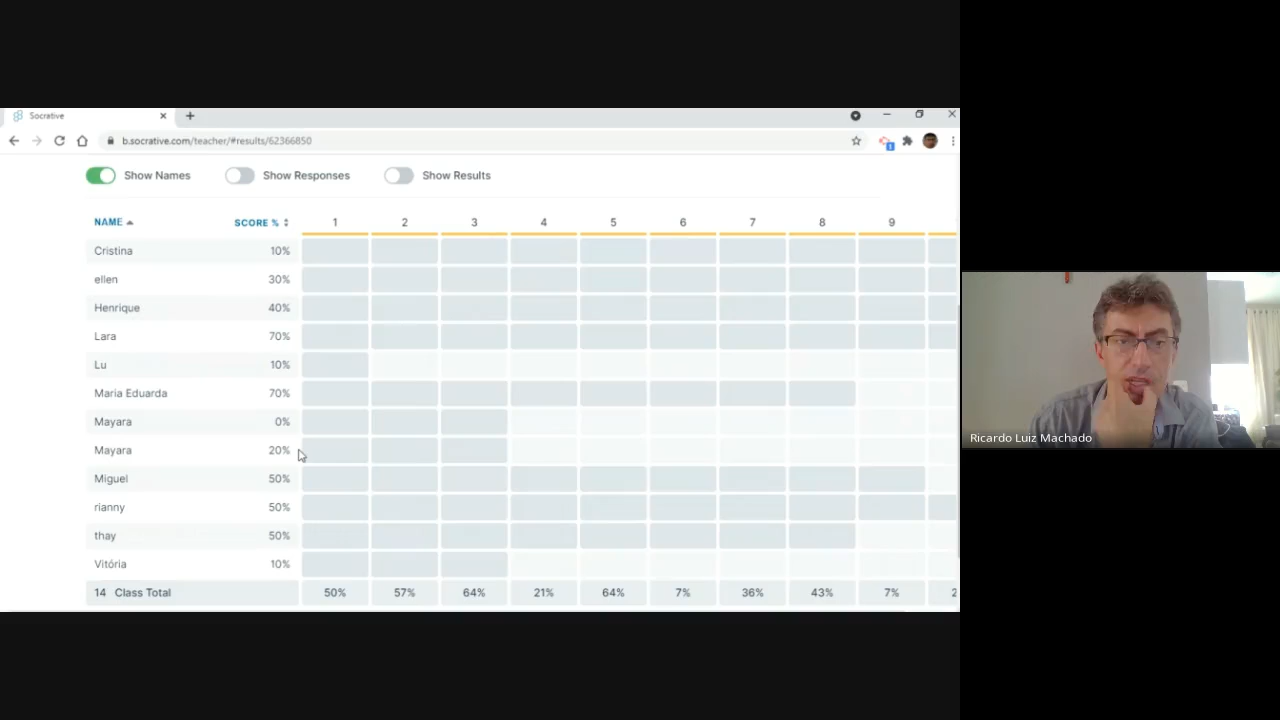 Socrative
b.socrative.com/teacher/#results/62366850
Show Names Show Responses Show Results
NAME SCORE % 1 2 3 4 5 6 7 8 9
Cristina 10%
ellen 30%
Henrique 40%
Lara 70%
Lu 10%
Maria Eduarda 70%
Mayara 0%
Mayara 20%
Miguel 50%
rianny 50%
thay 50%
Vitória 10%
14 Class Total 50% 57% 64% 21% 64% 7% 36% 43% 7% 2
Ricardo Luiz Machado